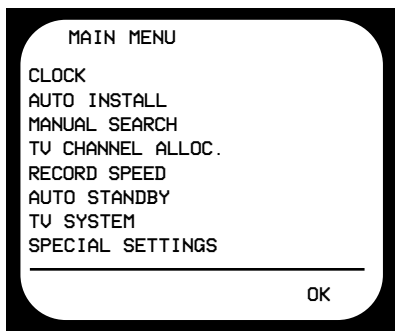 MAIN MENU
CLOCK
AUTO INSTALL
MANUAL SEARCH
TV CHANNEL ALLOC.
RECORD SPEED
AUTO STANDBY
TV SYSTEM
SPECIAL SETTINGS
OK